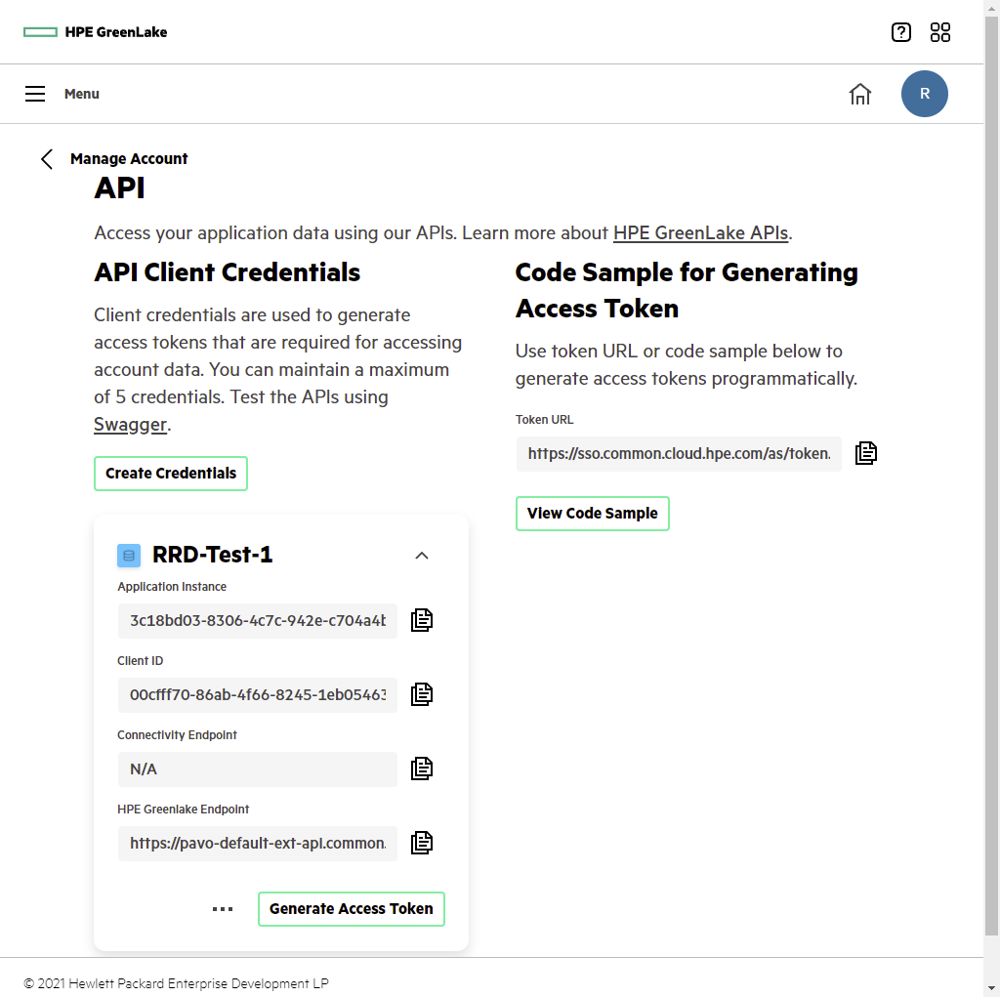 HPE GreenLake
Menu
R
Manage Account
API
Access your application data using our APIs. Learn more about HPE GreenLake APIs.
API Client Credentials
Client credentials are used to generate
access tokens that are required for accessing
account data. You can maintain a maximum
of 5 credentials. Test the APIs using
Swagger.
Create Credentials
RRD-Test-1
Application Instance
3c18bd03-8306-4c7c-942e-c704a4b
Client ID
00cfff70-86ab-4f66-8245-1eb05463
Connectivity Endpoint
N/A
HPE Greenlake Endpoint
https://pavo-default-ext-api.common.
Generate Access Token
Code Sample for Generating
Access Token
Use token URL or code sample below to
generate access tokens programmatically.
Token URL
https://sso.common.cloud.hpe.com/as/token.
View Code Sample
© 2021 Hewlett Packard Enterprise Development LP